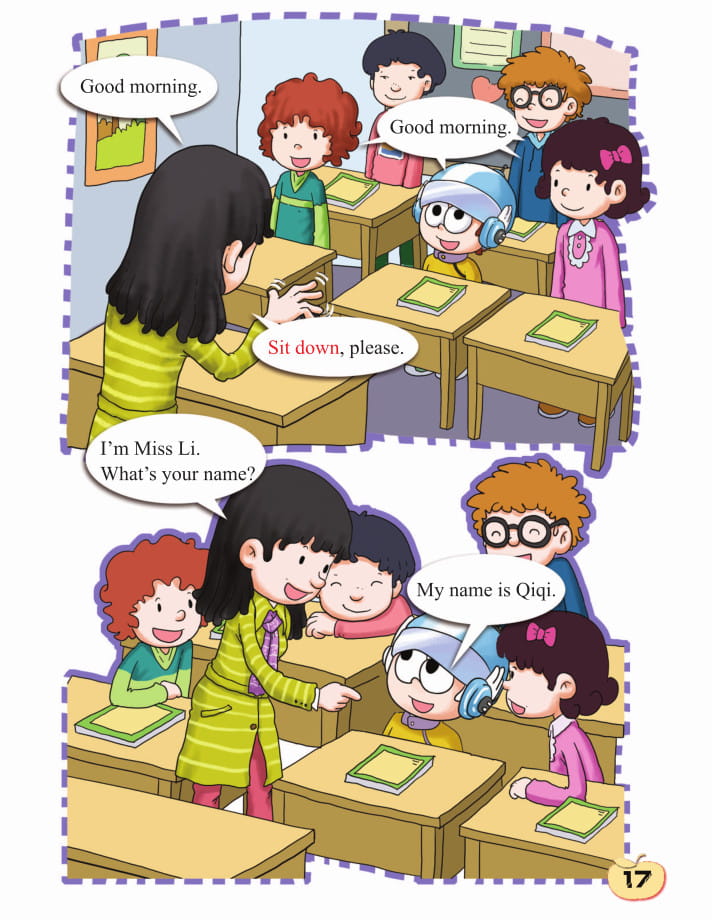 Good morning.
Good morning.
Sit down, please.
I'm Miss Li.
What's your name?
My name is Qiqi.
17